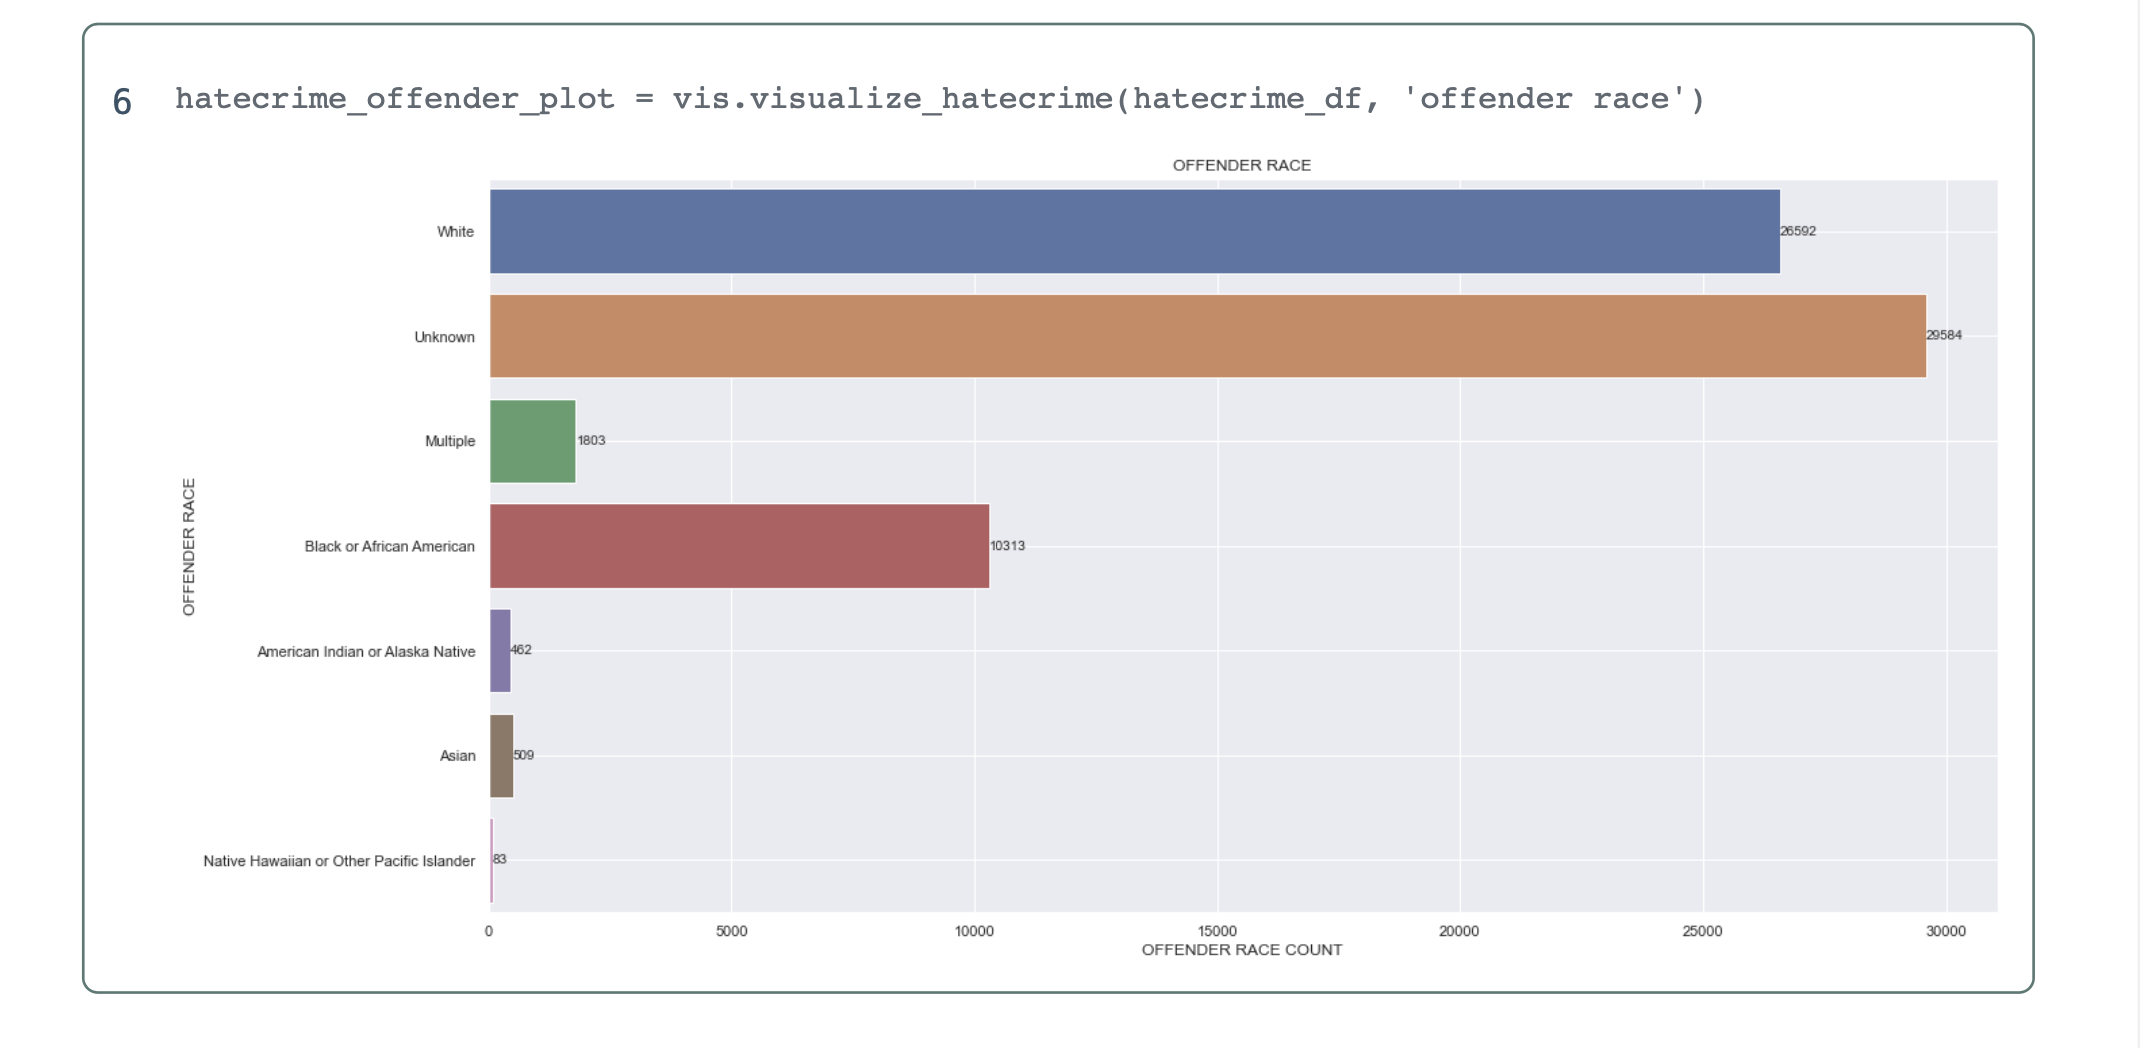 6 hatecrime_offender_plot = vis.visualize_hatecrime(hatecrime_df, 'offender race')
OFFENDER RACE
White 26592
Unknown 29584
Multiple 1803
OFFENDER RACE
Black or African American 10313
American Indian or Alaska Native 462
Asian 509
Native Hawaiian or Other Pacific Islander 83
0 5000 10000 15000 20000 25000 30000
OFFENDER RACE COUNT